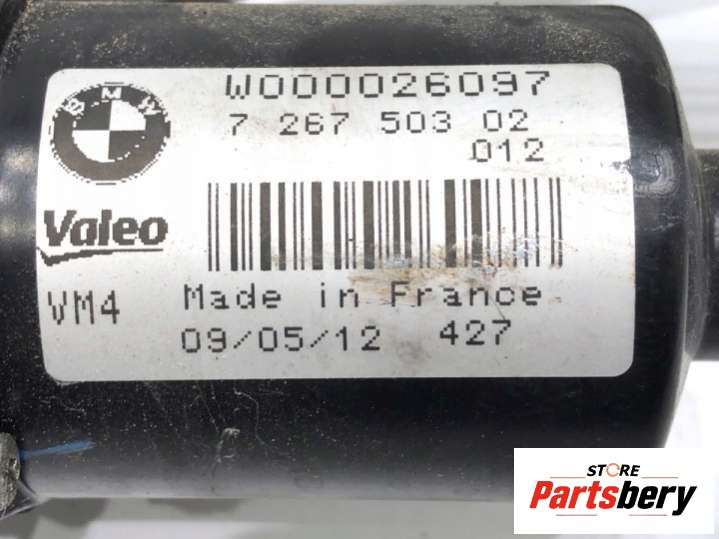 W000026097
7 267 503 02
012
BMW
Valeo
VM4
Made in France
09/05/12 427
STORE
Partsbery